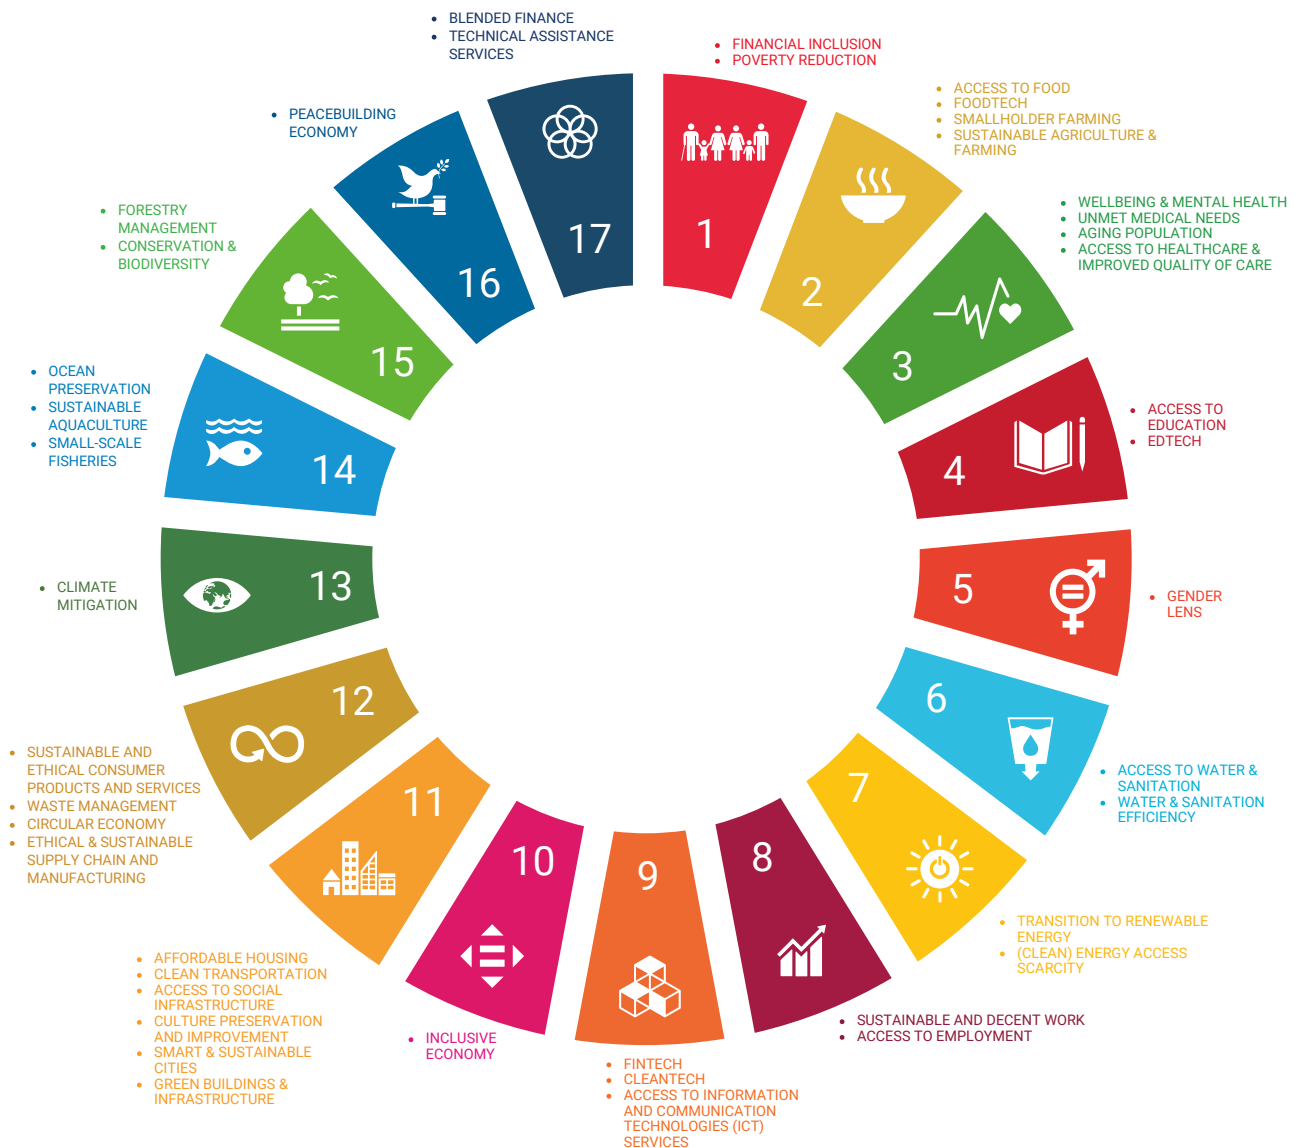 • BLENDED FINANCE
• TECHNICAL ASSISTANCE
SERVICES
17
• FINANCIAL INCLUSION
• POVERTY REDUCTION
1
• ACCESS TO FOOD
• FOODTECH
• SMALLHOLDER FARMING
• SUSTAINABLE AGRICULTURE &
FARMING
2
• WELLBEING & MENTAL HEALTH
• UNMET MEDICAL NEEDS
• AGING POPULATION
• ACCESS TO HEALTHCARE &
IMPROVED QUALITY OF CARE
3
• ACCESS TO
EDUCATION
• EDTECH
4
• GENDER
LENS
5
• ACCESS TO WATER &
SANITATION
• WATER & SANITATION
EFFICIENCY
6
• TRANSITION TO RENEWABLE
ENERGY
• (CLEAN) ENERGY ACCESS
SCARCITY
7
• SUSTAINABLE AND DECENT WORK
• ACCESS TO EMPLOYMENT
8
• FINTECH
• CLEANTECH
• ACCESS TO INFORMATION
AND COMMUNICATION
TECHNOLOGIES (ICT)
SERVICES
9
• INCLUSIVE
ECONOMY
10
• AFFORDABLE HOUSING
• CLEAN TRANSPORTATION
• ACCESS TO SOCIAL
INFRASTRUCTURE
• CULTURE PRESERVATION
AND IMPROVEMENT
• SMART & SUSTAINABLE
CITIES
• GREEN BUILDINGS &
INFRASTRUCTURE
11
• SUSTAINABLE AND
ETHICAL CONSUMER
PRODUCTS AND SERVICES
• WASTE MANAGEMENT
• CIRCULAR ECONOMY
• ETHICAL & SUSTAINABLE
SUPPLY CHAIN AND
MANUFACTURING
12
• CLIMATE
MITIGATION
13
• OCEAN
PRESERVATION
• SUSTAINABLE
AQUACULTURE
• SMALL-SCALE
FISHERIES
14
• FORESTRY
MANAGEMENT
• CONSERVATION &
BIODIVERSITY
15
• PEACEBUILDING
ECONOMY
16